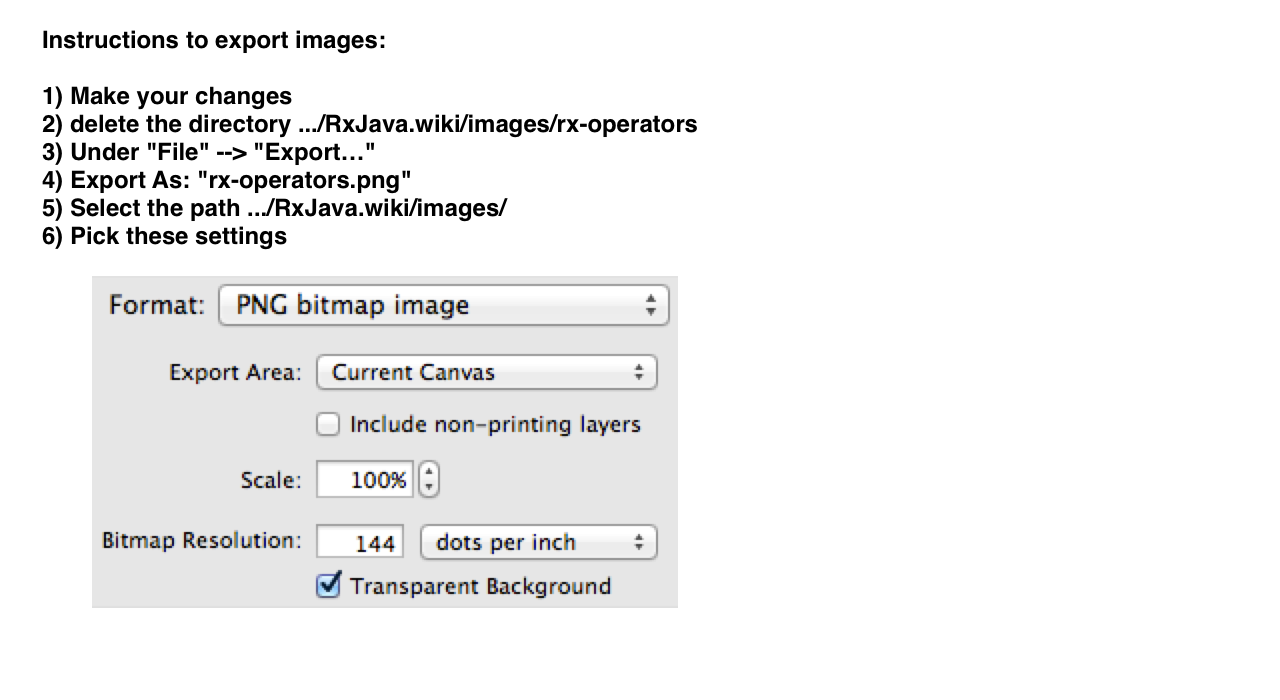 Instructions to export images:
1) Make your changes
2) delete the directory .../RxJava.wiki/images/rx-operators
3) Under "File" --> "Export…"
4) Export As: "rx-operators.png"
5) Select the path .../RxJava.wiki/images/
6) Pick these settings
Format: PNG bitmap image
Export Area: Current Canvas
Include non-printing layers
Scale: 100%
Bitmap Resolution: 144 dots per inch
Transparent Background